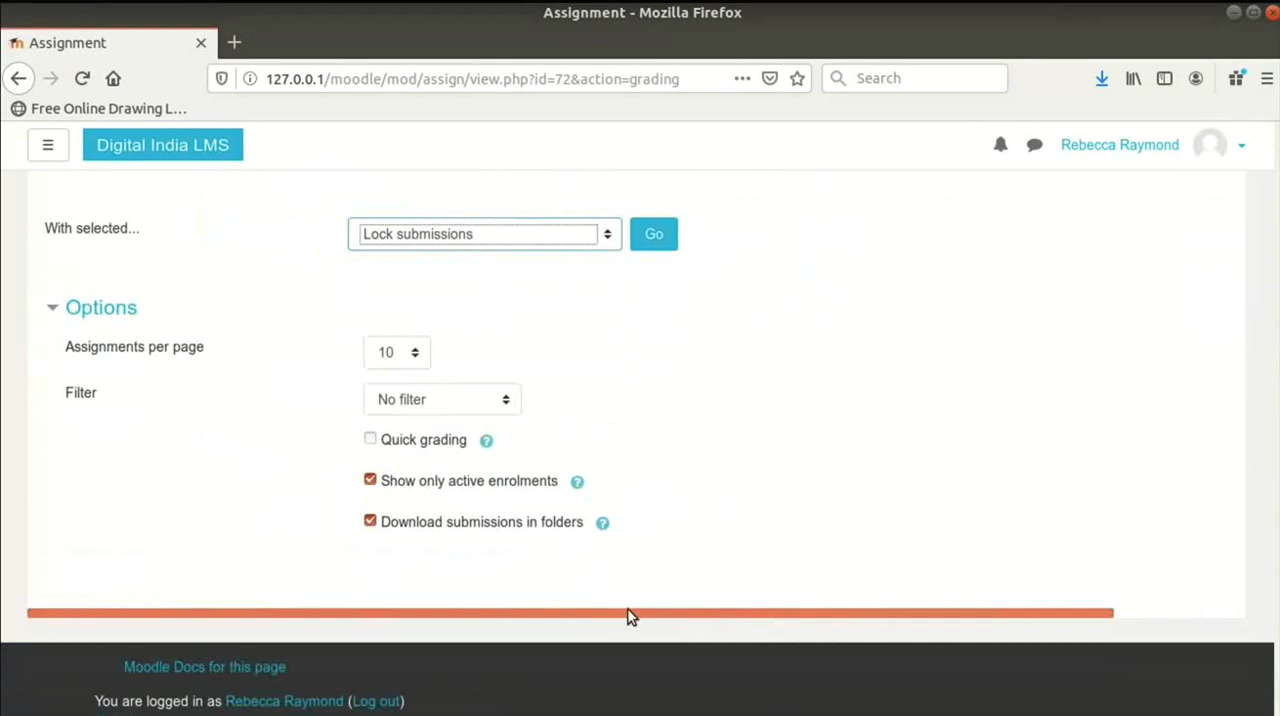 Assignment - Mozilla Firefox
Assignment
127.0.0.1/moodle/mod/assign/view.php?id=72&action=grading
Search
Free Online Drawing L...
Digital India LMS
Rebecca Raymond
With selected...
Lock submissions
Go
Options
Assignments per page
10
Filter
No filter
Quick grading ?
Show only active enrolments ?
Download submissions in folders ?
Moodle Docs for this page
You are logged in as Rebecca Raymond (Log out)